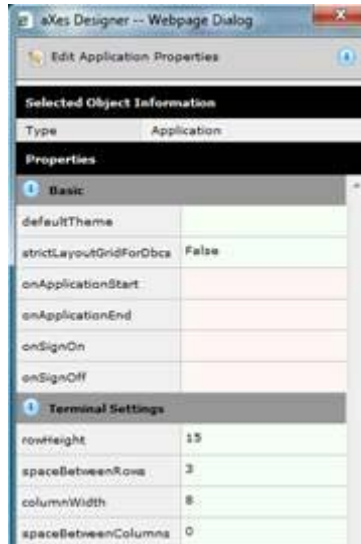 aXes Designer -- Webpage Dialog
Edit Application Properties
Selected Object Information
Type Application
Properties
Basic
defaultTheme
strictLayoutGridForDbcs False
onApplicationStart
onApplicationEnd
onSignOn
onSignOff
Terminal Settings
rowHeight 15
spaceBetweenRows 3
columnWidth 8
spaceBetweenColumns 0